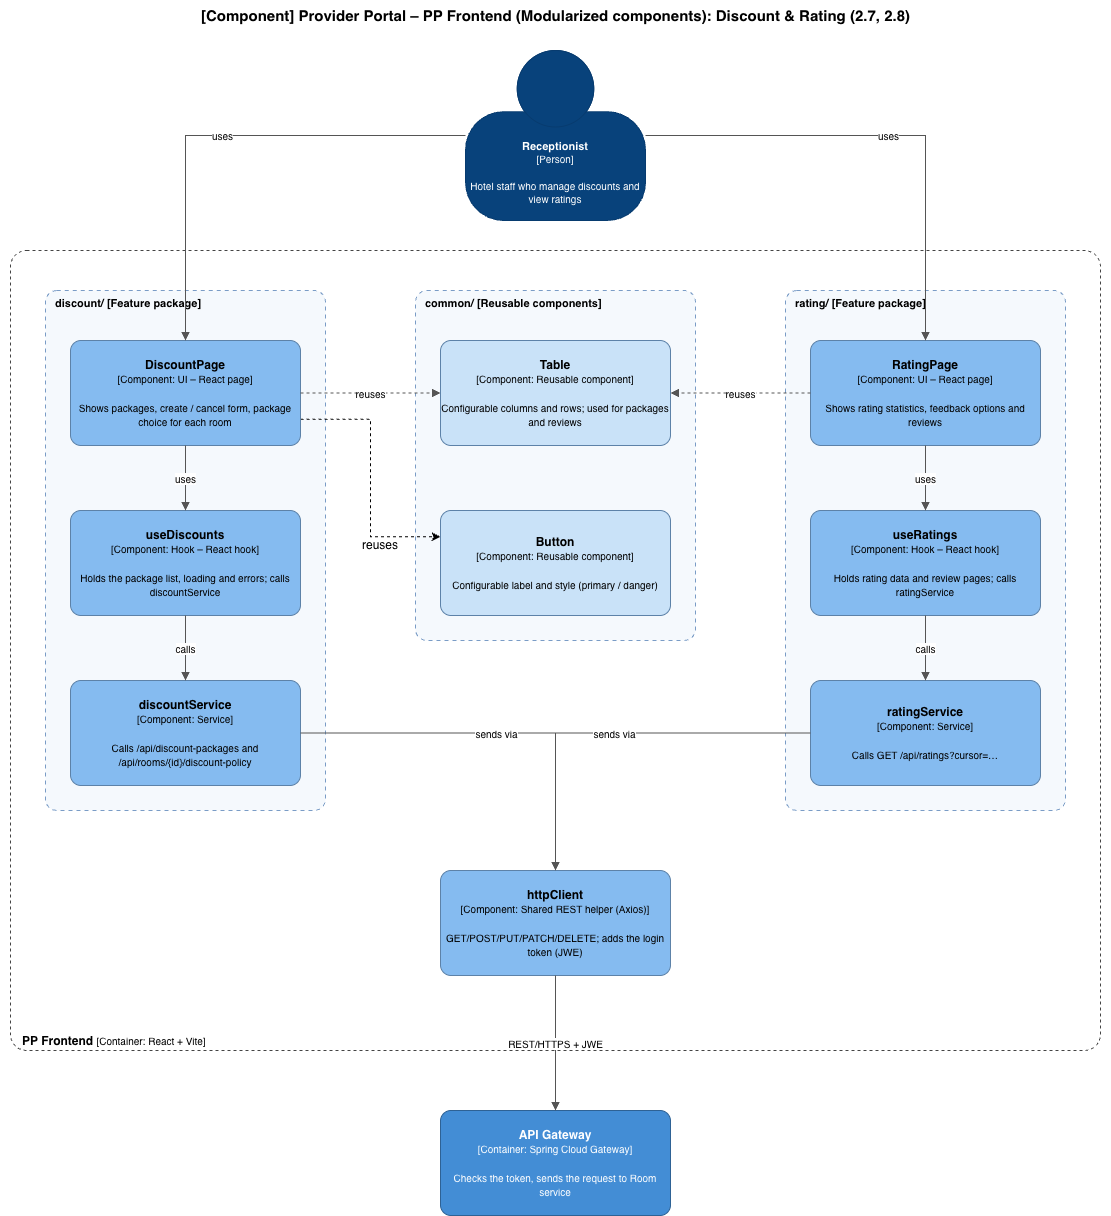 [Component] Provider Portal – PP Frontend (Modularized components): Discount & Rating (2.7, 2.8)
Receptionist
[Person]
Hotel staff who manage discounts and
view ratings
uses
uses
discount/ [Feature package]
common/ [Reusable components]
rating/ [Feature package]
DiscountPage
[Component: UI – React page]
Shows packages, create / cancel form, package
choice for each room
reuses
Table
[Component: Reusable component]
Configurable columns and rows; used for packages
and reviews
reuses
RatingPage
[Component: UI – React page]
Shows rating statistics, feedback options and
reviews
uses
uses
useDiscounts
[Component: Hook – React hook]
Holds the package list, loading and errors; calls
discountService
reuses
Button
[Component: Reusable component]
Configurable label and style (primary / danger)
useRatings
[Component: Hook – React hook]
Holds rating data and review pages; calls
ratingService
calls
calls
discountService
[Component: Service]
Calls /api/discount-packages and
/api/rooms/{id}/discount-policy
sends via
sends via
ratingService
[Component: Service]
Calls GET /api/ratings?cursor=…
httpClient
[Component: Shared REST helper (Axios)]
GET/POST/PUT/PATCH/DELETE; adds the login
token (JWE)
PP Frontend [Container: React + Vite]
REST/HTTPS + JWE
API Gateway
[Container: Spring Cloud Gateway]
Checks the token, sends the request to Room
service